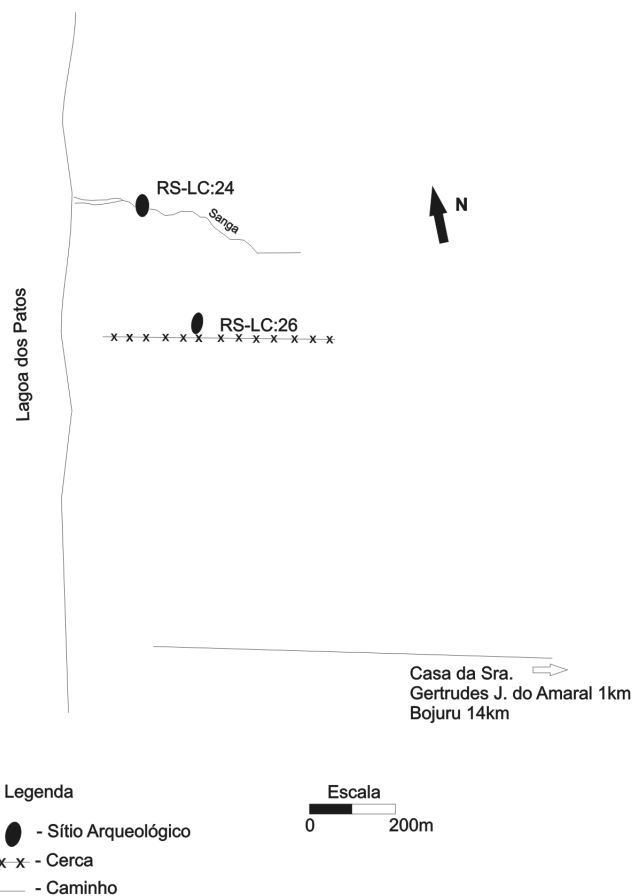 RS-LC:24
Sanga
N
RS-LC:26
x x x x x x x x x x x x
Lagoa dos Patos
Casa da Sra.
Gertrudes J. do Amaral 1km
Bojuru 14km
Legenda
Escala
0 200m
- Sítio Arqueológico
x x - Cerca
- Caminho